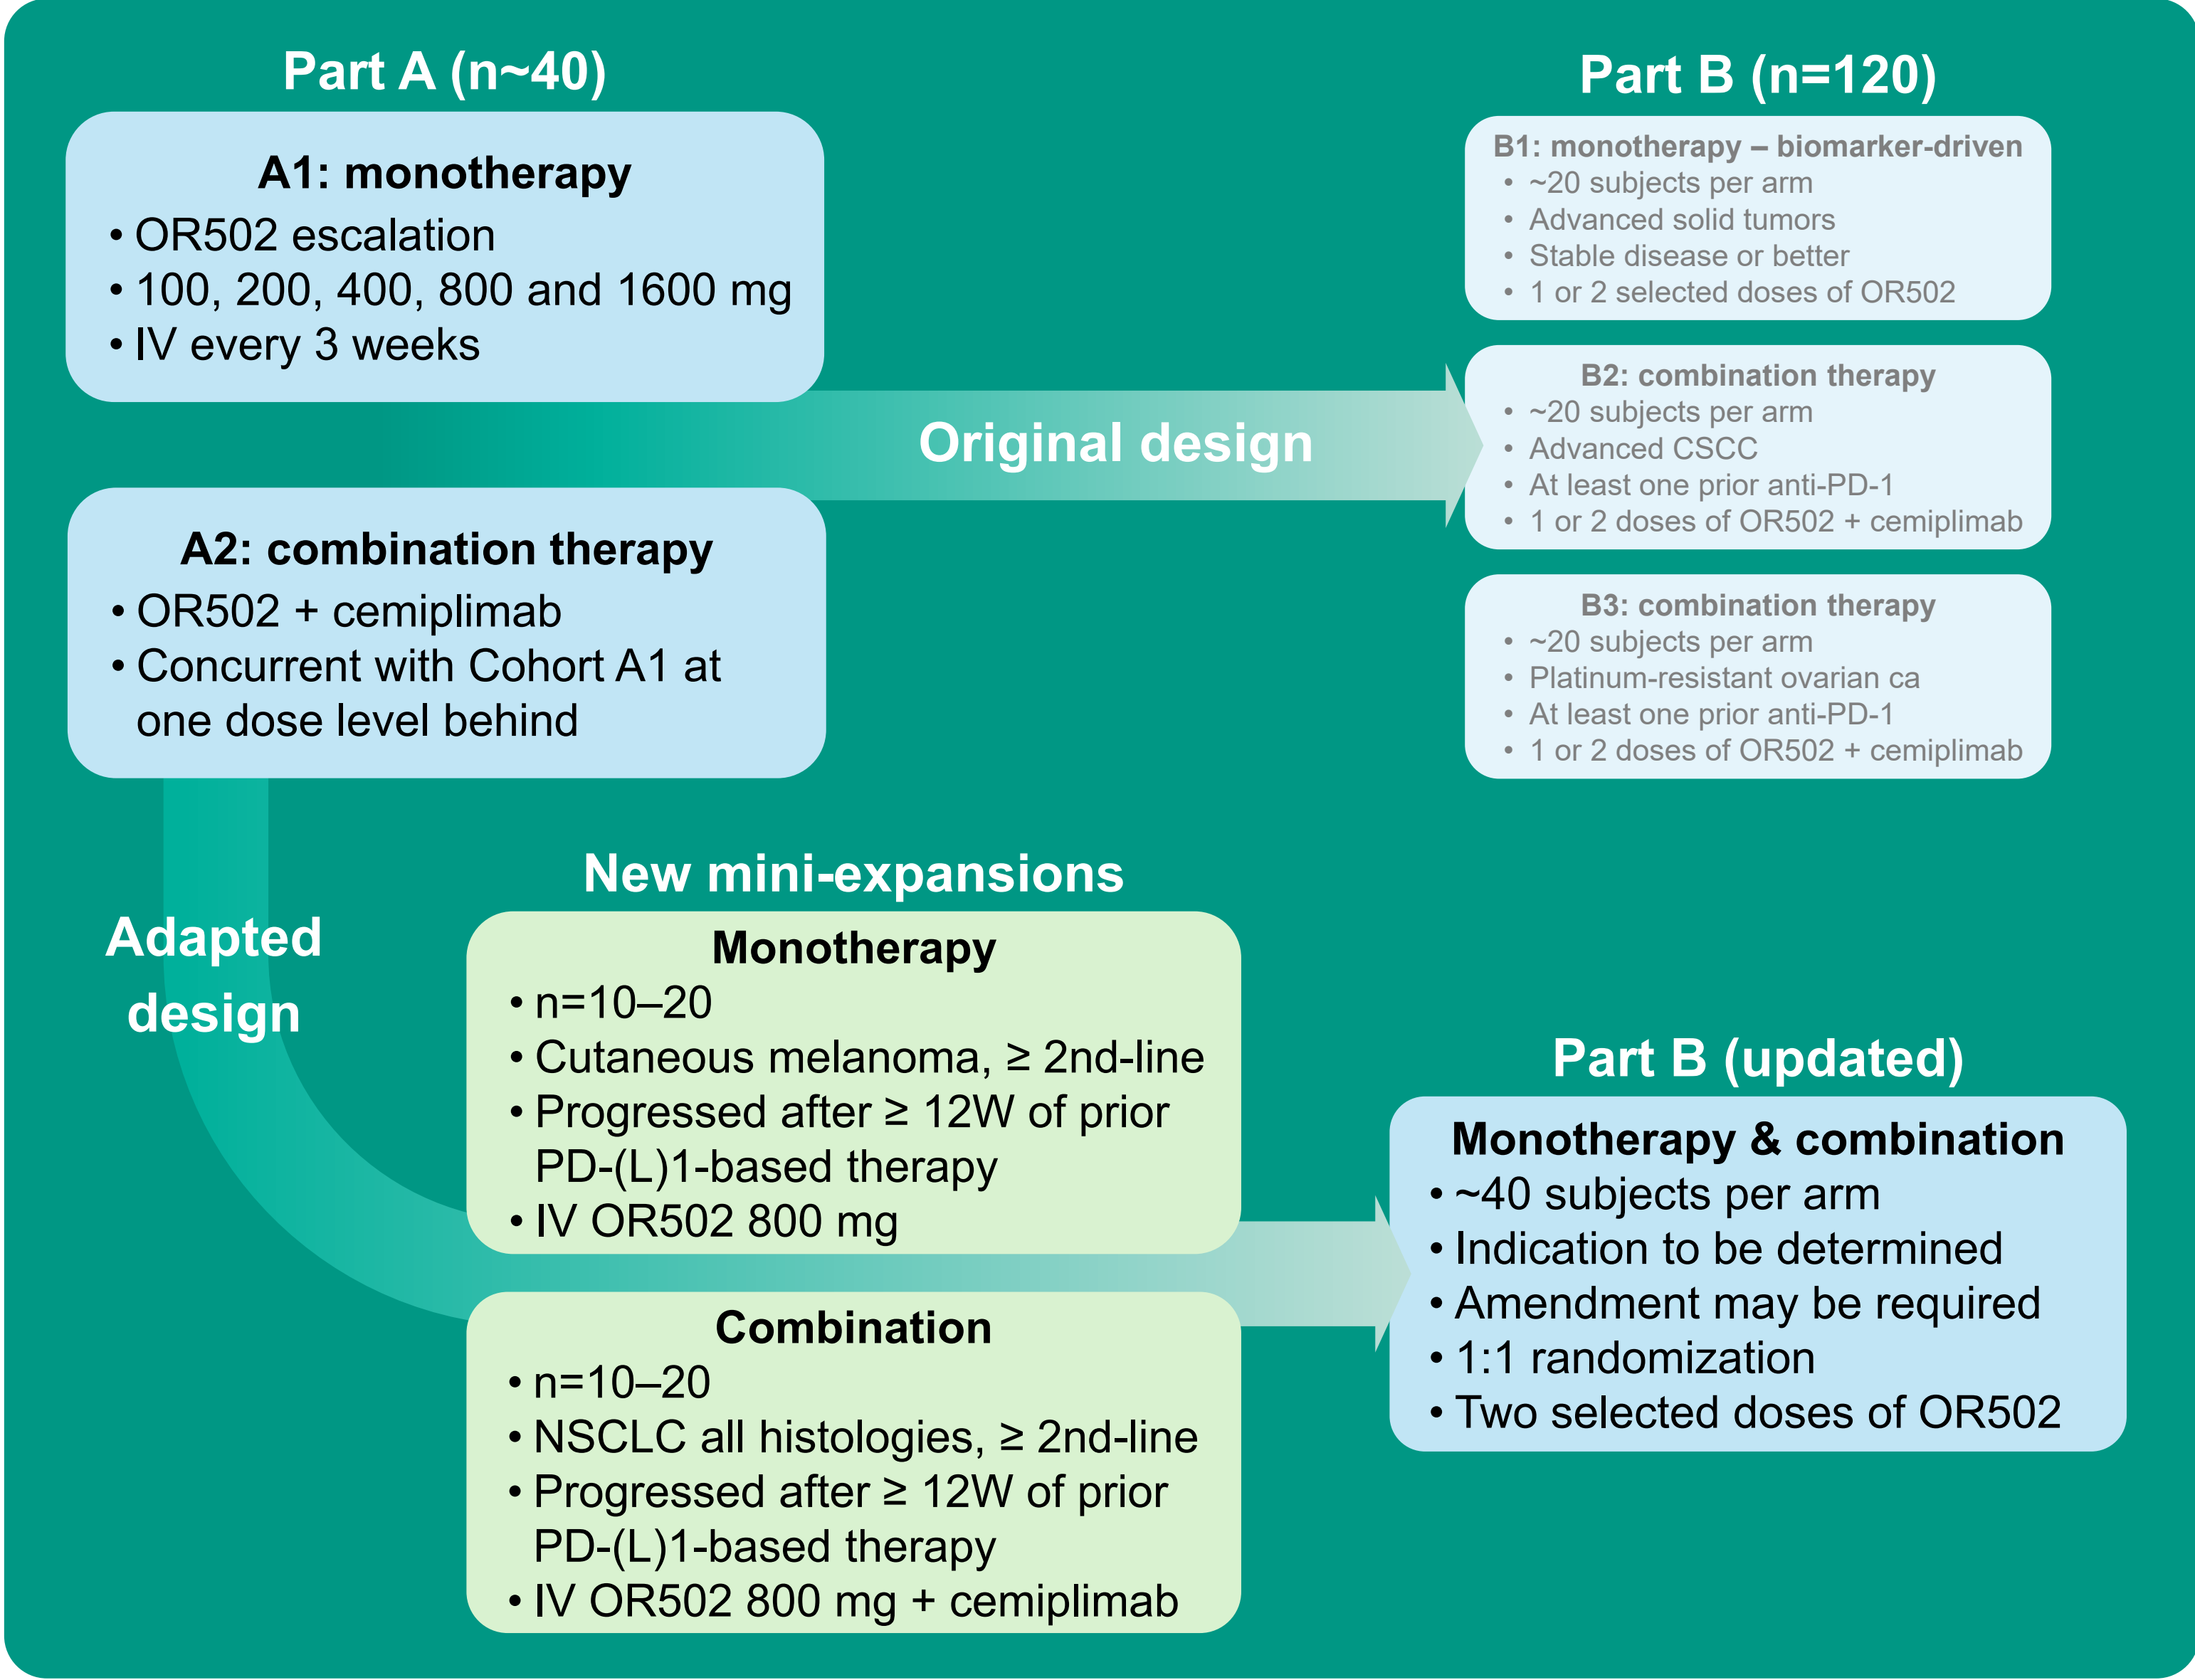 Part A (n~40)
A1: monotherapy
• OR502 escalation
• 100, 200, 400, 800 and 1600 mg
• IV every 3 weeks
A2: combination therapy
• OR502 + cemiplimab
• Concurrent with Cohort A1 at
one dose level behind
Original design
Part B (n=120)
B1: monotherapy – biomarker-driven
• ~20 subjects per arm
• Advanced solid tumors
• Stable disease or better
• 1 or 2 selected doses of OR502
B2: combination therapy
• ~20 subjects per arm
• Advanced CSCC
• At least one prior anti-PD-1
• 1 or 2 doses of OR502 + cemiplimab
B3: combination therapy
• ~20 subjects per arm
• Platinum-resistant ovarian ca
• At least one prior anti-PD-1
• 1 or 2 doses of OR502 + cemiplimab
Adapted
design
New mini-expansions
Monotherapy
• n=10–20
• Cutaneous melanoma, ≥ 2nd-line
• Progressed after ≥ 12W of prior
PD-(L)1-based therapy
• IV OR502 800 mg
Combination
• n=10–20
• NSCLC all histologies, ≥ 2nd-line
• Progressed after ≥ 12W of prior
PD-(L)1-based therapy
• IV OR502 800 mg + cemiplimab
Part B (updated)
Monotherapy & combination
• ~40 subjects per arm
• Indication to be determined
• Amendment may be required
• 1:1 randomization
• Two selected doses of OR502